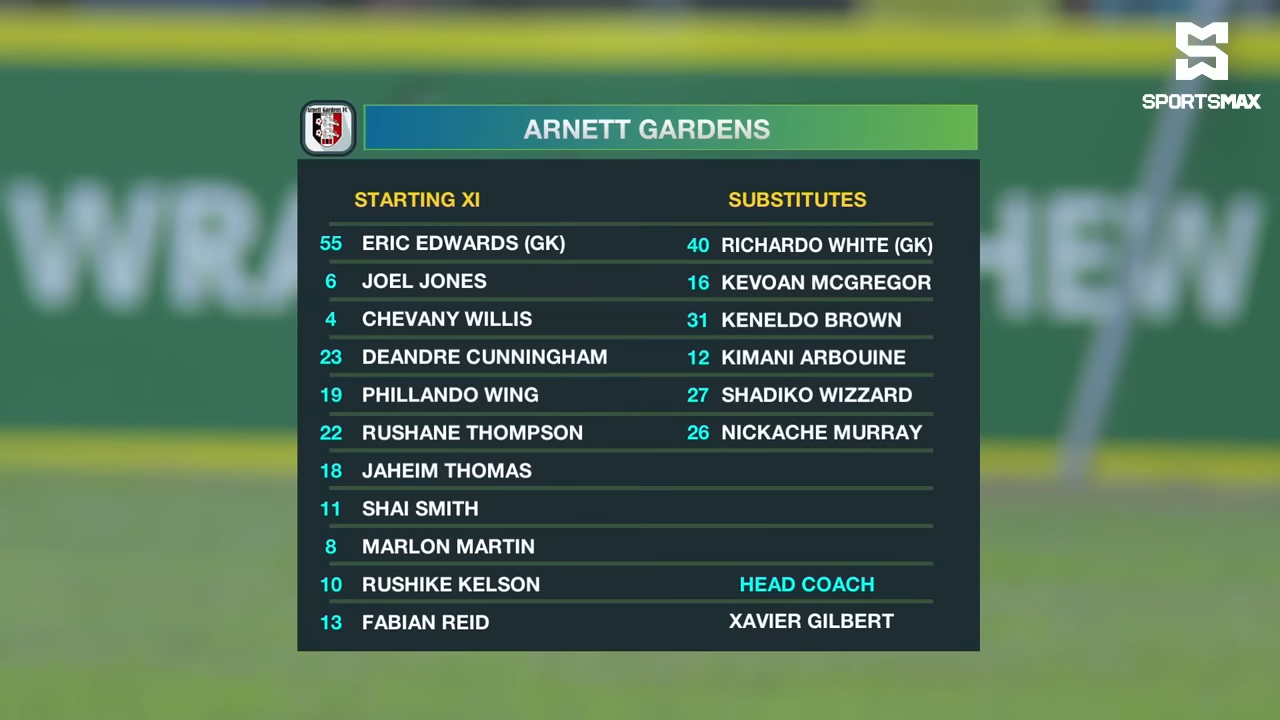 SPORTSMAX
Arnett Gardens FC
ARNETT GARDENS
STARTING XI
55 ERIC EDWARDS (GK)
6 JOEL JONES
4 CHEVANY WILLIS
23 DEANDRE CUNNINGHAM
19 PHILLANDO WING
22 RUSHANE THOMPSON
18 JAHEIM THOMAS
11 SHAI SMITH
8 MARLON MARTIN
10 RUSHIKE KELSON
13 FABIAN REID
SUBSTITUTES
40 RICHARDO WHITE (GK)
16 KEVOAN MCGREGOR
31 KENELDO BROWN
12 KIMANI ARBOUINE
27 SHADIKO WIZZARD
26 NICKACHE MURRAY
HEAD COACH
XAVIER GILBERT